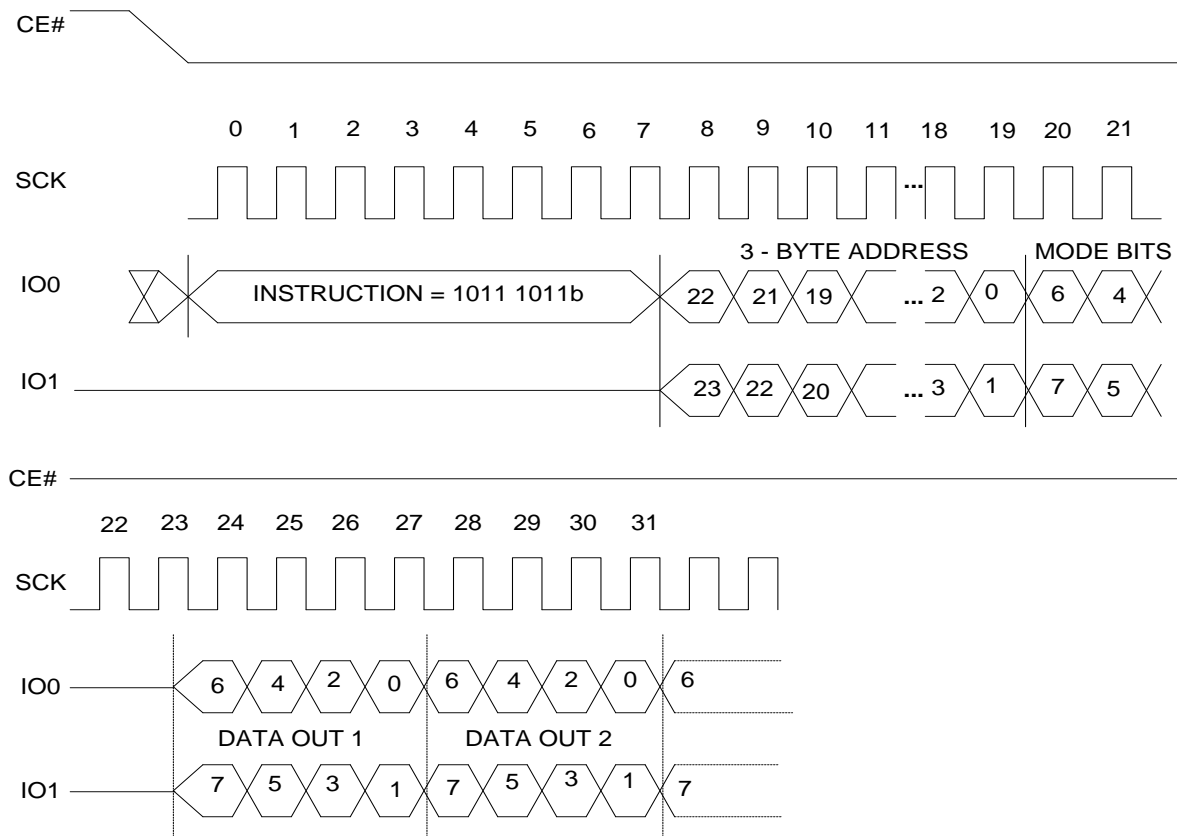 CE#
0 1 2 3 4 5 6 7 8 9 10 11 18 19 20 21
SCK ...
3 - BYTE ADDRESS MODE BITS
IO0 INSTRUCTION = 1011 1011b 22 21 19 ... 2 0 6 4
IO1 23 22 20 ... 3 1 7 5
CE#
22 23 24 25 26 27 28 29 30 31
SCK
IO0 6 4 2 0 6 4 2 0 6
DATA OUT 1 DATA OUT 2
IO1 7 5 3 1 7 5 3 1 7